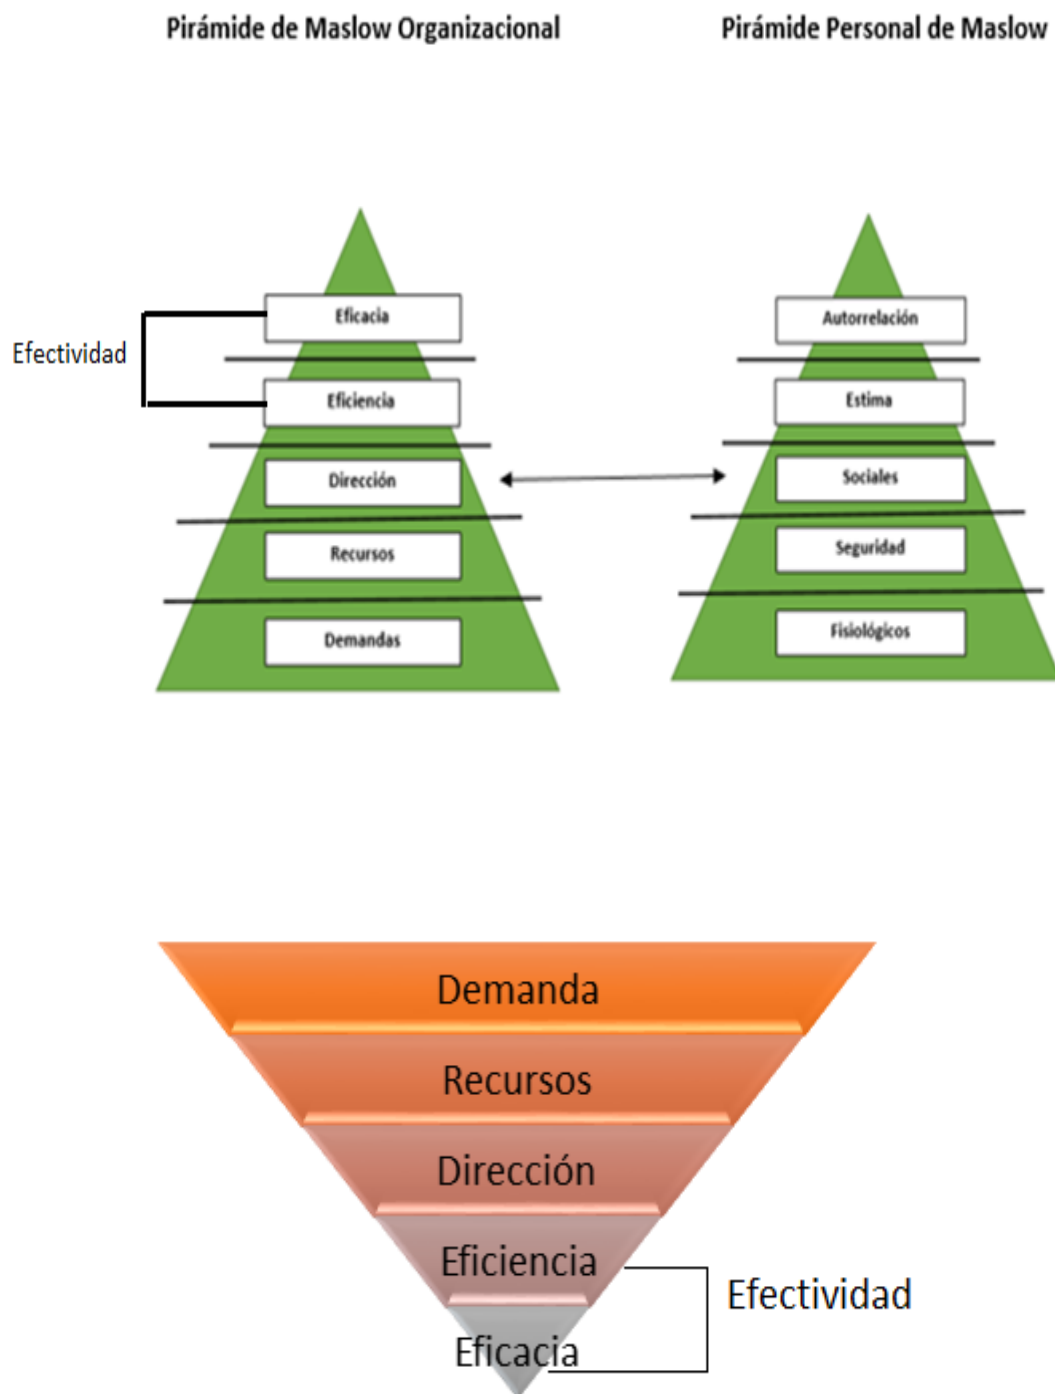 Pirámide de Maslow Organizacional
Pirámide Personal de Maslow
Efectividad
Eficacia
Eficiencia
Dirección
Recursos
Demandas
Autorrelación
Estima
Sociales
Seguridad
Fisiológicos
Demanda
Recursos
Dirección
Eficiencia
Eficacia
Efectividad